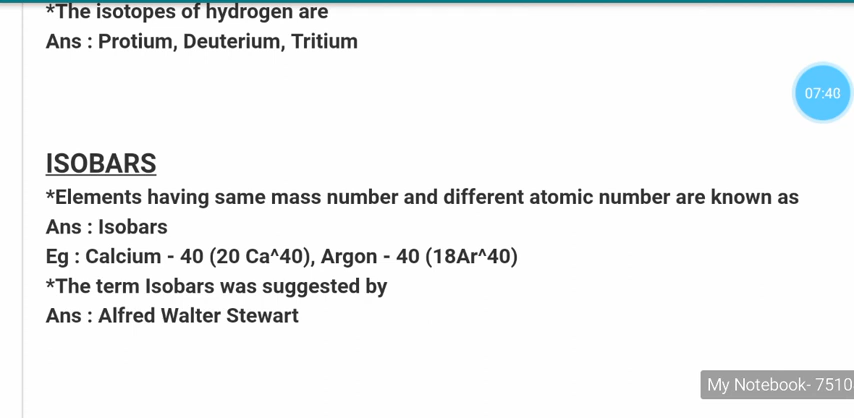 *The isotopes of hydrogen are
Ans : Protium, Deuterium, Tritium
07:40
ISOBARS
*Elements having same mass number and different atomic number are known as
Ans : Isobars
Eg : Calcium - 40 (20 Ca^40), Argon - 40 (18Ar^40)
*The term Isobars was suggested by
Ans : Alfred Walter Stewart
My Notebook- 7510